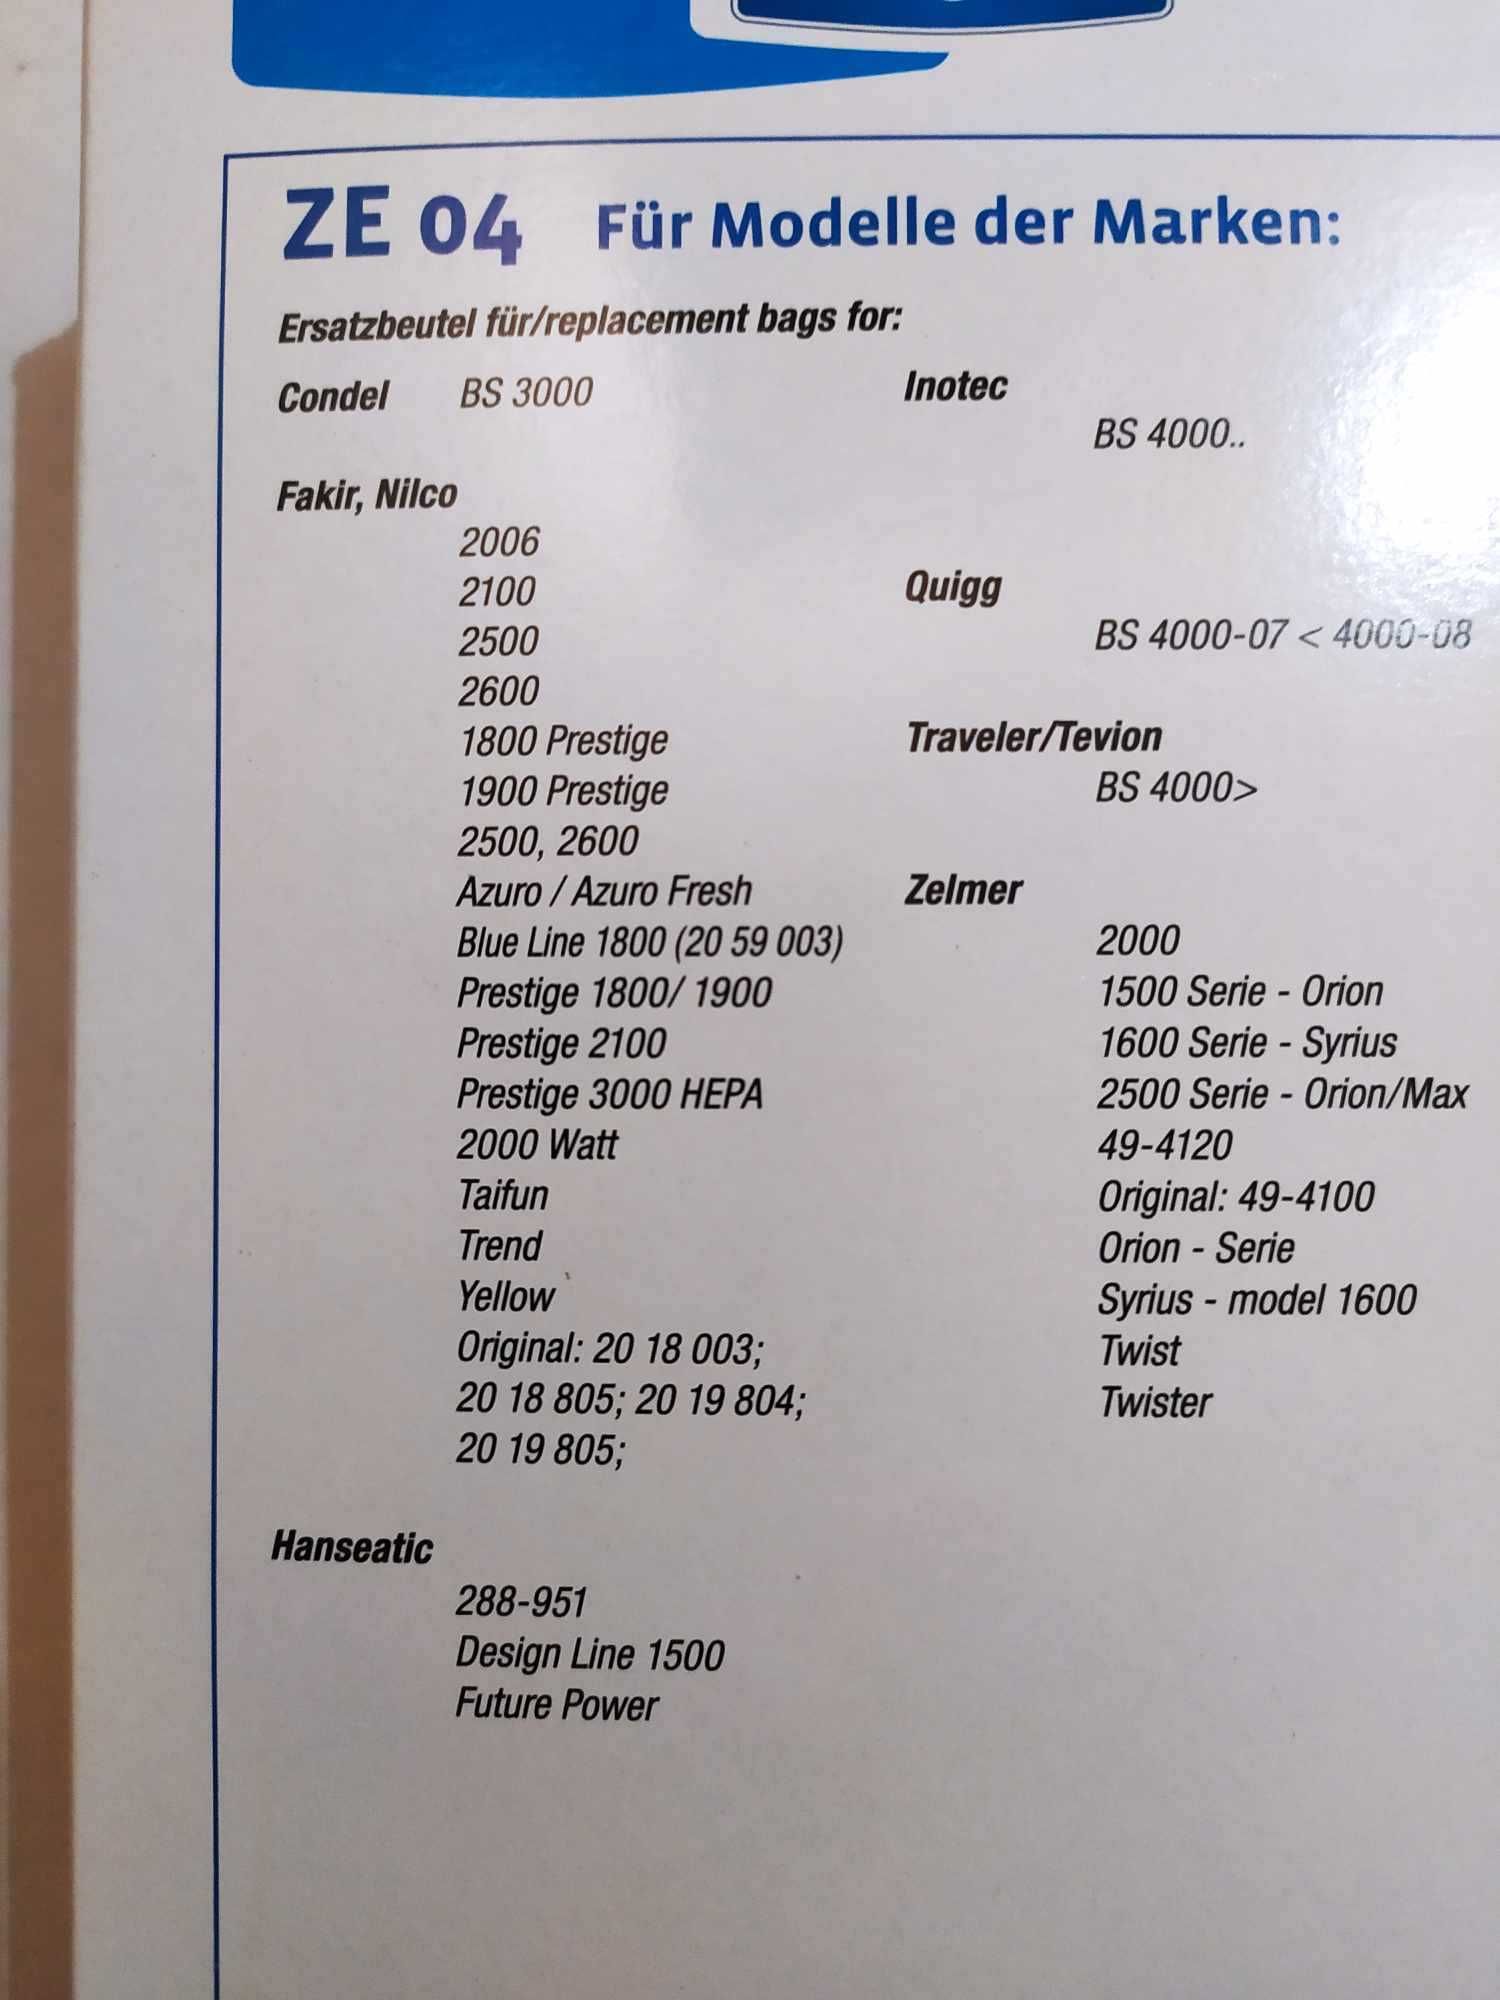 ZE 04 Für Modelle der Marken:
Ersatzbeutel für/replacement bags for:
Condel BS 3000
Fakir, Nilco
2006
2100
2500
2600
1800 Prestige
1900 Prestige
2500, 2600
Azuro / Azuro Fresh
Blue Line 1800 (20 59 003)
Prestige 1800/ 1900
Prestige 2100
Prestige 3000 HEPA
2000 Watt
Taifun
Trend
Yellow
Original: 20 18 003;
20 18 805; 20 19 804;
20 19 805;
Hanseatic
288-951
Design Line 1500
Future Power
Inotec
BS 4000..
Quigg
BS 4000-07 < 4000-08
Traveler/Tevion
BS 4000>
Zelmer
2000
1500 Serie - Orion
1600 Serie - Syrius
2500 Serie - Orion/Max
49-4120
Original: 49-4100
Orion - Serie
Syrius - model 1600
Twist
Twister